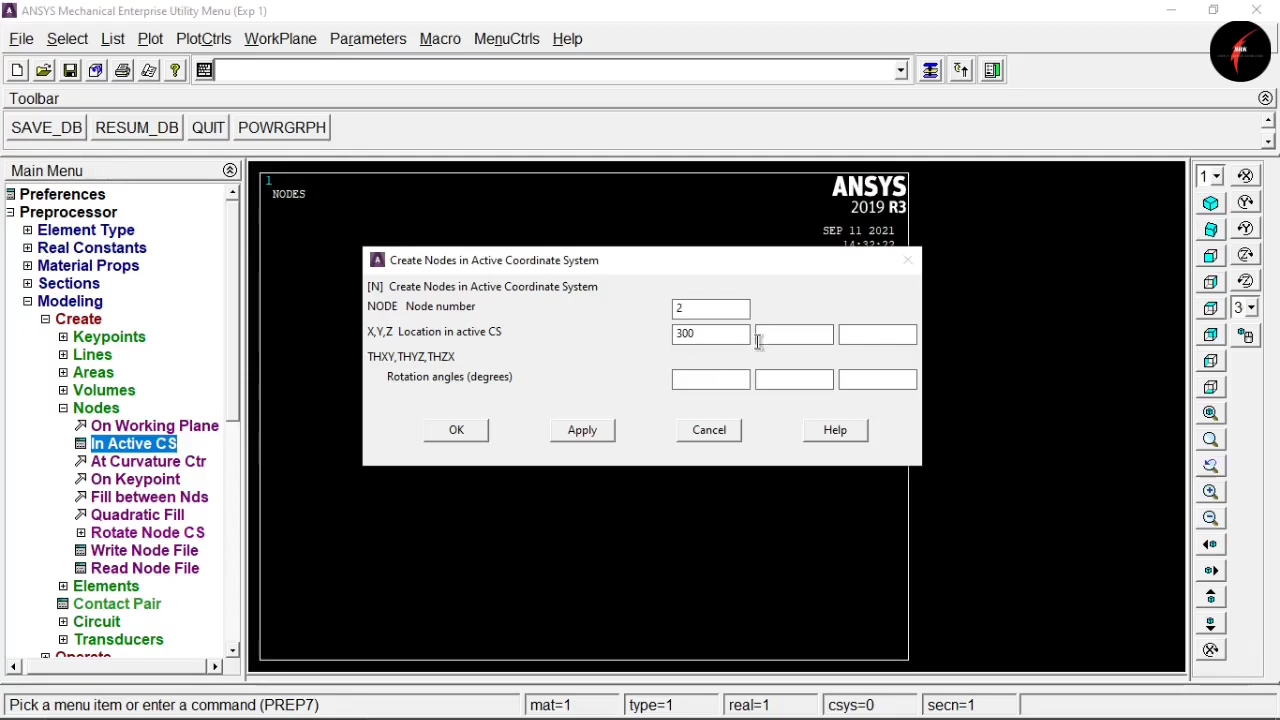 ANSYS Mechanical Enterprise Utility Menu (Exp 1)
File Select List Plot PlotCtrls WorkPlane Parameters Macro MenuCtrls Help
Toolbar
SAVE_DB RESUM_DB QUIT POWRGRPH
Main Menu
Preferences
Preprocessor
Element Type
Real Constants
Material Props
Sections
Modeling
Create
Keypoints
Lines
Areas
Volumes
Nodes
On Working Plane
In Active CS
At Curvature Ctr
On Keypoint
Fill between Nds
Quadratic Fill
Rotate Node CS
Write Node File
Read Node File
Elements
Contact Pair
Circuit
Transducers
Operate
1
NODES
ANSYS
2019 R3
SEP 11 2021
14:32:22
Create Nodes in Active Coordinate System
[N] Create Nodes in Active Coordinate System
NODE Node number 2
X,Y,Z Location in active CS 300
THXY,THYZ,THZX
Rotation angles (degrees)
OK Apply Cancel Help
1
3
Pick a menu item or enter a command (PREP7) mat=1 type=1 real=1 csys=0 secn=1